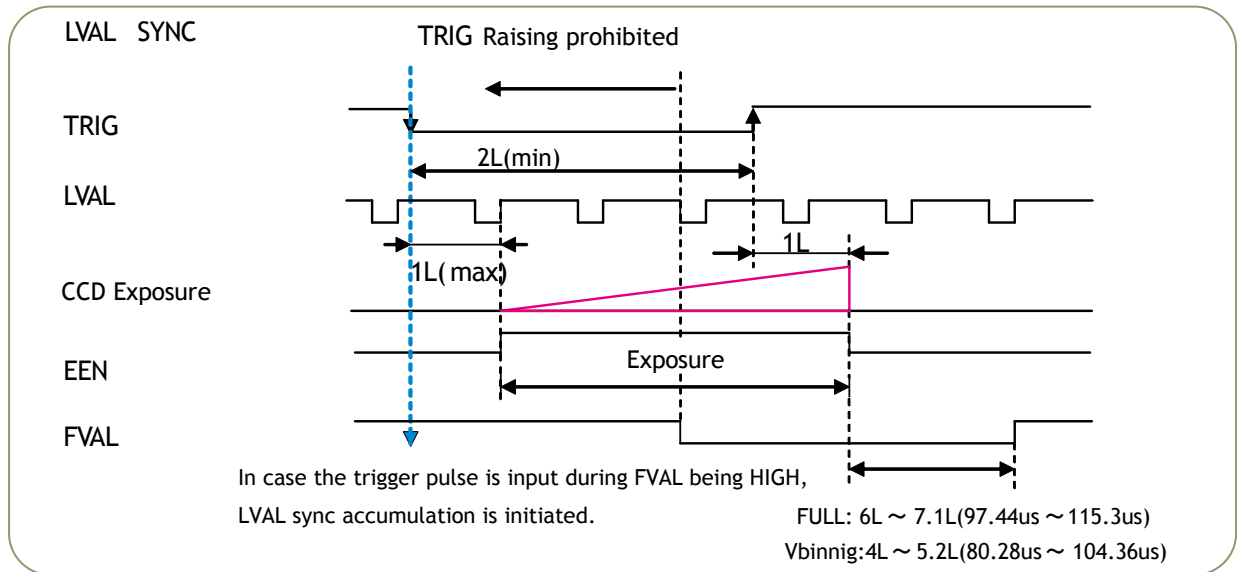 LVAL SYNC
TRIG Raising prohibited
TRIG
2L(min)
LVAL
1L
1L(max)
CCD Exposure
Exposure
EEN
FVAL
In case the trigger pulse is input during FVAL being HIGH,
LVAL sync accumulation is initiated.
FULL: 6L ~ 7.1L(97.44us ~115.3us)
Vbinnig:4L ~ 5.2L(80.28us ~ 104.36us)